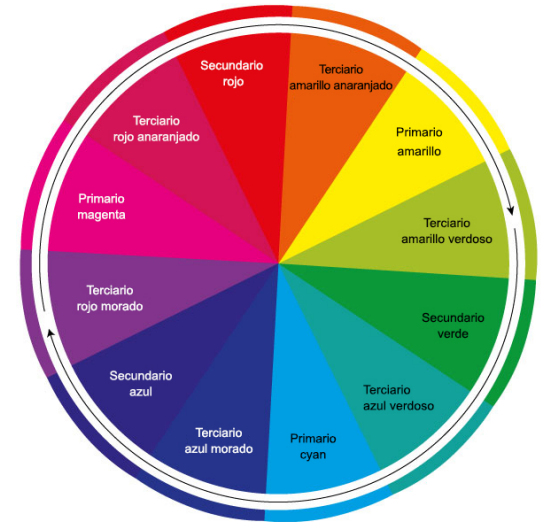 Secundario
rojo
Terciario
amarillo anaranjado
Primario
amarillo
Terciario
amarillo verdoso
Secundario
verde
Terciario
azul verdoso
Primario
cyan
Terciario
azul morado
Secundario
azul
Terciario
rojo morado
Primario
magenta
Terciario
rojo anaranjado